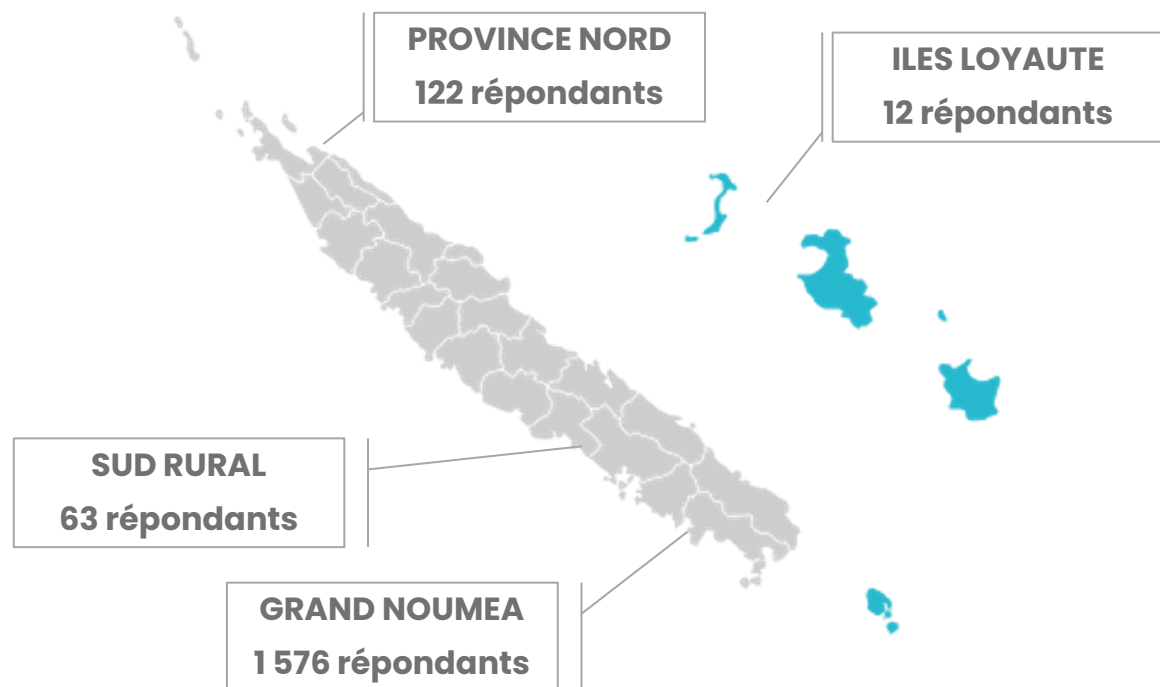 PROVINCE NORD
122 répondants
ILES LOYAUTE
12 répondants
SUD RURAL
63 répondants
GRAND NOUMEA
1 576 répondants